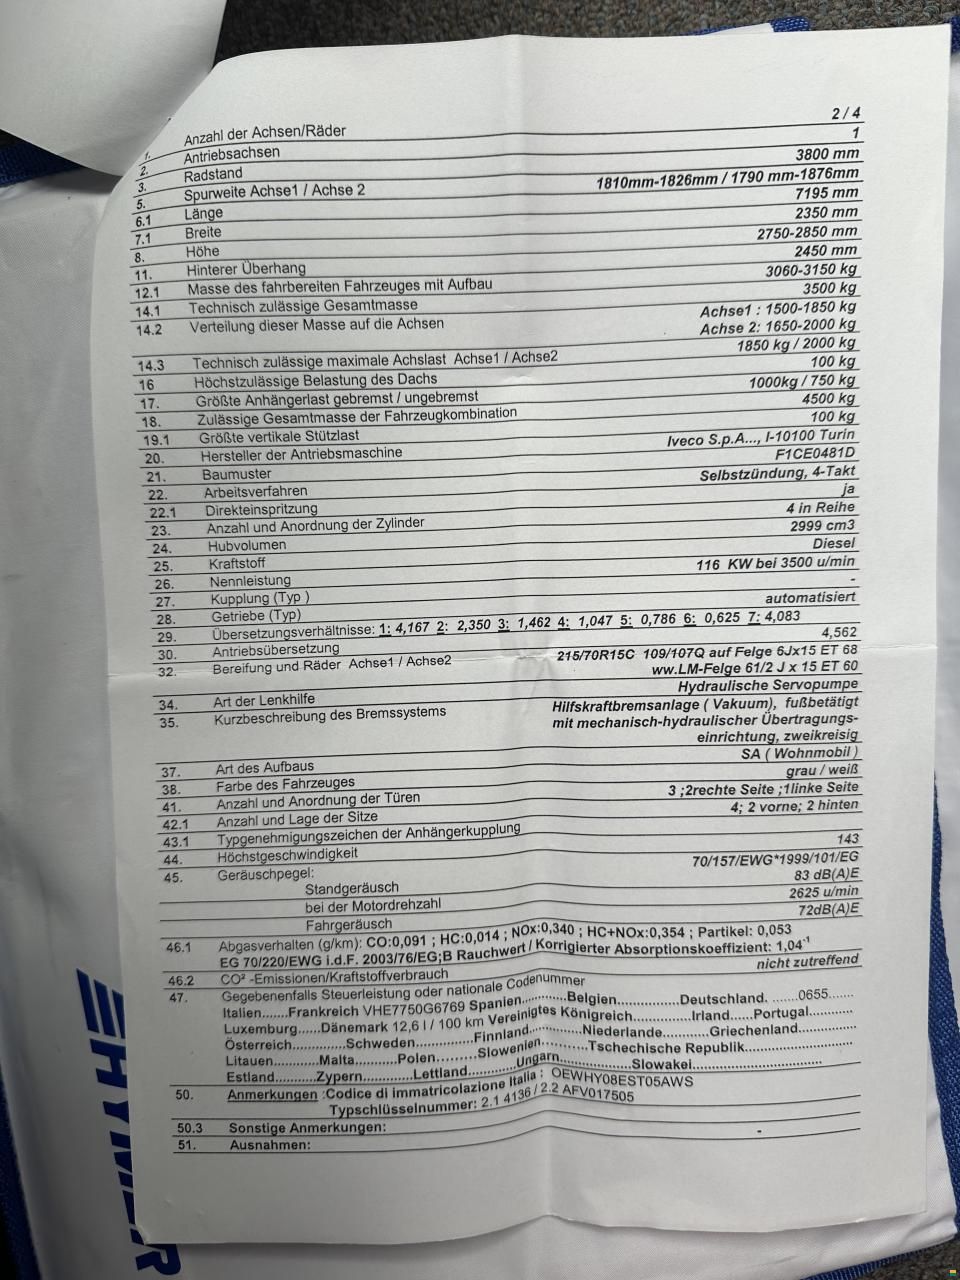 1. Anzahl der Achsen/Räder 2 / 4
2. Antriebsachsen 1
3. Radstand 3800 mm
5. Spurweite Achse1 / Achse 2 1810mm-1826mm / 1790 mm-1876mm
6.1 Länge 7195 mm
7.1 Breite 2350 mm
8. Höhe 2750-2850 mm
11. Hinterer Überhang 2450 mm
12.1 Masse des fahrbereiten Fahrzeuges mit Aufbau 3060-3150 kg
14.1 Technisch zulässige Gesamtmasse 3500 kg
14.2 Verteilung dieser Masse auf die Achsen Achse1 : 1500-1850 kg
Achse 2: 1650-2000 kg
14.3 Technisch zulässige maximale Achslast Achse1 / Achse2 1850 kg / 2000 kg
16 Höchstzulässige Belastung des Dachs 100 kg
17. Größte Anhängerlast gebremst / ungebremst 1000kg / 750 kg
18. Zulässige Gesamtmasse der Fahrzeugkombination 4500 kg
19.1 Größte vertikale Stützlast 100 kg
20. Hersteller der Antriebsmaschine Iveco S.p.A..., I-10100 Turin
21. Baumuster F1CE0481D
22. Arbeitsverfahren Selbstzündung, 4-Takt
22.1 Direkteinspritzung ja
23. Anzahl und Anordnung der Zylinder 4 in Reihe
24. Hubvolumen 2999 cm3
25. Kraftstoff Diesel
26. Nennleistung 116 KW bei 3500 u/min
27. Kupplung (Typ ) -
28. Getriebe (Typ) automatisiert
29. Übersetzungsverhältnisse: 1: 4,167 2: 2,350 3: 1,462 4: 1,047 5: 0,786 6: 0,625 7: 4,083
30. Antriebsübersetzung 4,562
32. Bereifung und Räder Achse1 / Achse2 215/70R15C 109/107Q auf Felge 6Jx15 ET 68
ww.LM-Felge 61/2 J x 15 ET 60
34. Art der Lenkhilfe Hydraulische Servopumpe
35. Kurzbeschreibung des Bremssystems Hilfskraftbremsanlage ( Vakuum), fußbetätigt
mit mechanisch-hydraulischer Übertragungs-
einrichtung, zweikreisig
37. Art des Aufbaus SA ( Wohnmobil )
38. Farbe des Fahrzeuges grau / weiß
41. Anzahl und Anordnung der Türen 3 ;2rechte Seite ;1linke Seite
42.1 Anzahl und Lage der Sitze 4; 2 vorne; 2 hinten
43.1 Typgenehmigungszeichen der Anhängerkupplung
44. Höchstgeschwindigkeit 143
45. Geräuschpegel: 70/157/EWG*1999/101/EG
Standgeräusch 83 dB(A)E
bei der Motordrehzahl 2625 u/min
Fahrgeräusch 72dB(A)E
46.1 Abgasverhalten (g/km): CO:0,091 ; HC:0,014 ; NOx:0,340 ; HC+NOx:0,354 ; Partikel: 0,053
EG 70/220/EWG i.d.F. 2003/76/EG;B Rauchwert / Korrigierter Absorptionskoeffizient: 1,04⁻¹
46.2 CO² -Emissionen/Kraftstoffverbrauch nicht zutreffend
47. Gegebenenfalls Steuerleistung oder nationale Codenummer
Italien.......Frankreich VHE7750G6769 Spanien............Belgien............Deutschland. .......0655......
Luxemburg......Dänemark 12,6 l / 100 km Vereinigtes Königreich............Irland......Portugal.........
Österreich............Schweden............Finnland............Niederlande............Griechenland............
Litauen.........Malta.........Polen.........Slowenien............Tschechische Republik............
Estland.........Zypern............Lettland............Ungarn............Slowakei............
50. Anmerkungen :Codice di immatricolazione Italia : OEWHY08EST05AWS
Typschlüsselnummer: 2.1 4136 / 2.2 AFV017505
50.3 Sonstige Anmerkungen:
51. Ausnahmen: -
HYMER